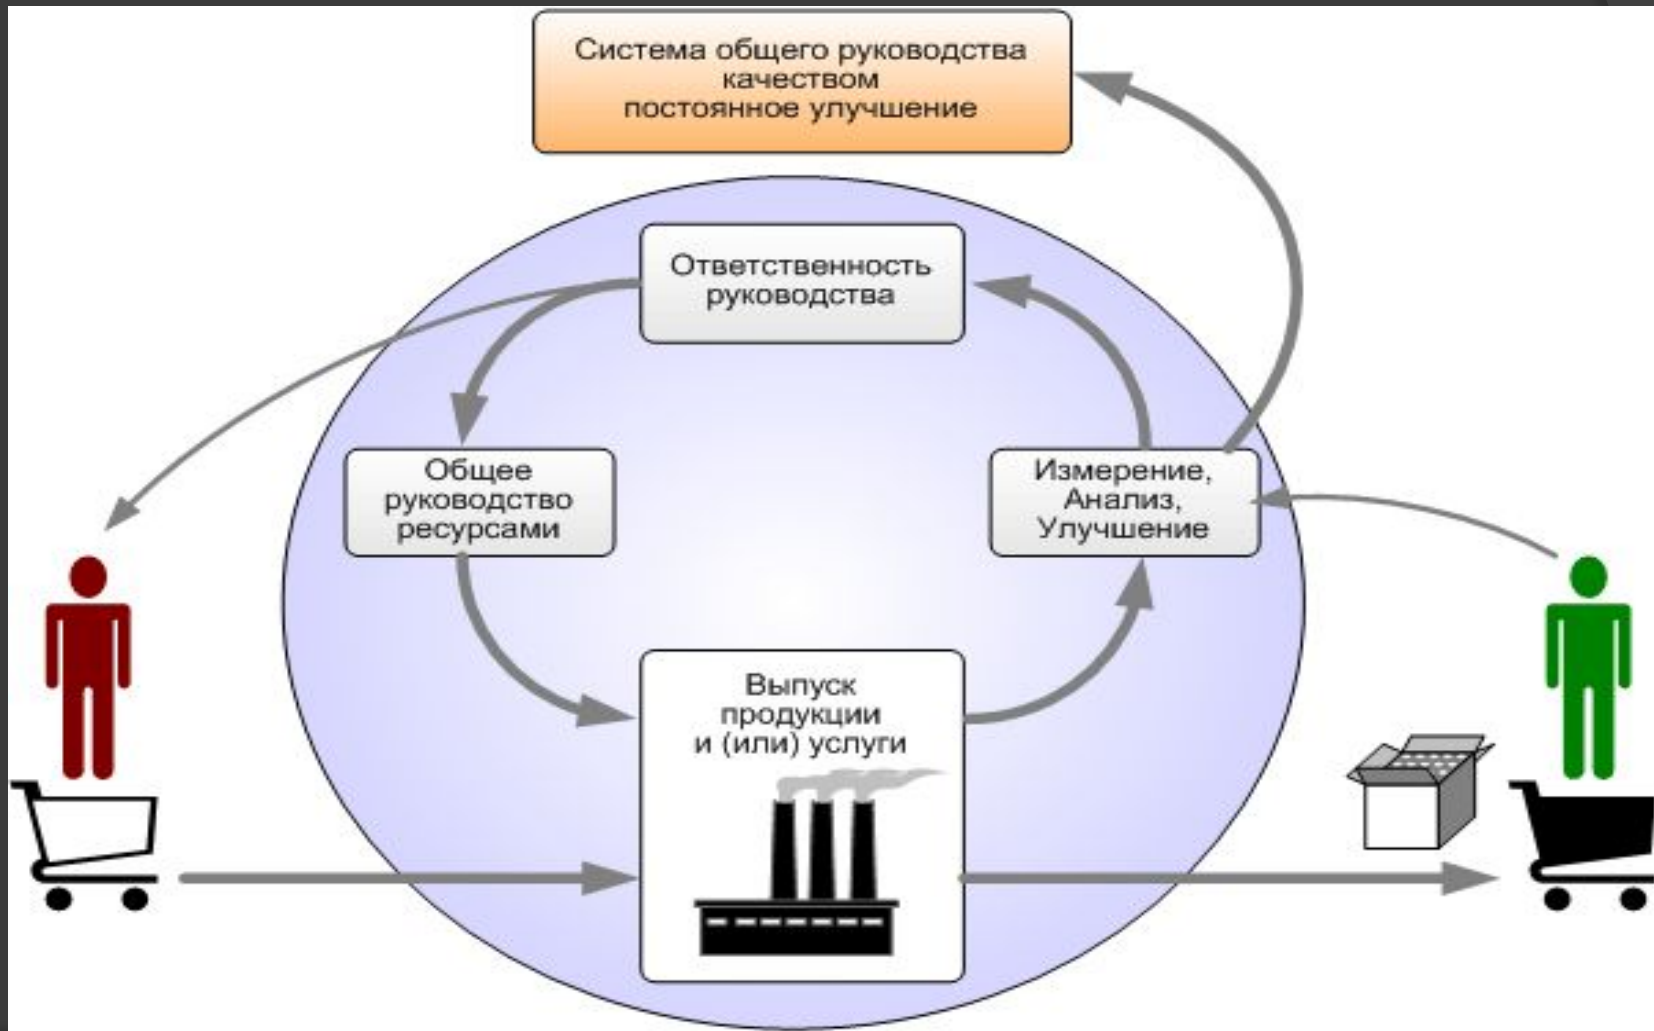 Система общего руководства
качеством
постоянное улучшение
Ответственность
руководства
Общее
руководство
ресурсами
Измерение,
Анализ,
Улучшение
Выпуск
продукции
и (или) услуги